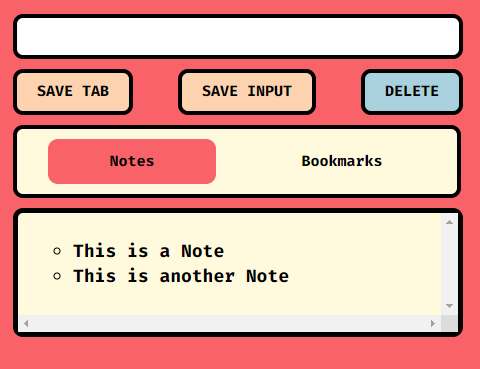 SAVE TAB SAVE INPUT DELETE
Notes Bookmarks
This is a Note
This is another Note